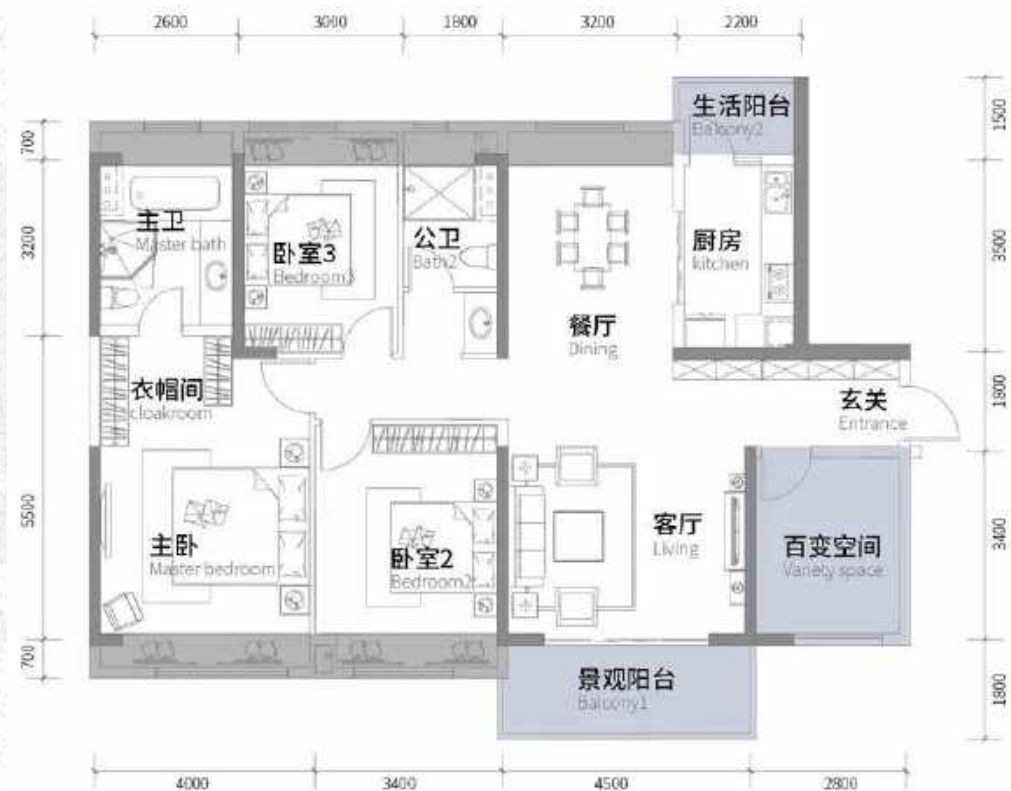 2600
3000
1800
3200
2200
生活阳台
Balcony2
1500
700
主卫
Master bath
3200
卧室3
Bedroom3
公卫
Bath2
厨房
kitchen
3500
餐厅
Dining
衣帽间
cloakroom
玄关
Entrance
1800
5500
主卧
Master bedroom
卧室2
Bedroom2
客厅
Living
百变空间
Variety space
3400
700
景观阳台
Balcony1
1800
4000
3400
4500
2800